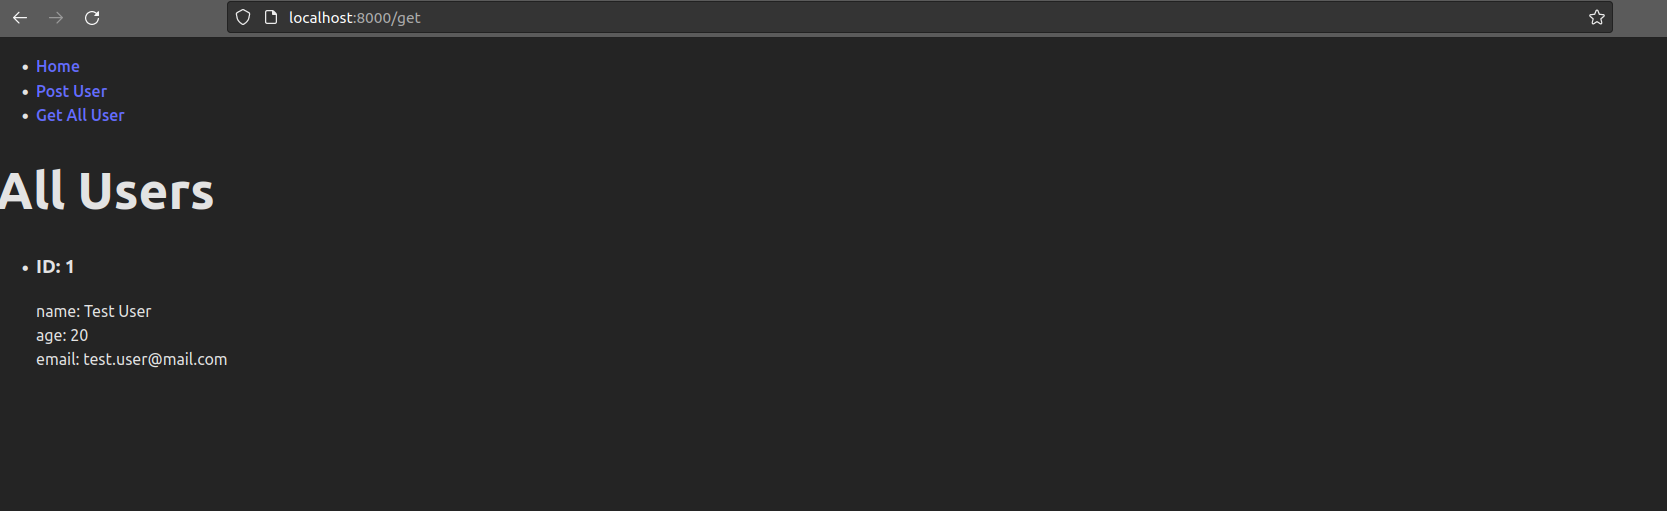 localhost:8000/get
Home
Post User
Get All User
All Users
ID: 1
name: Test User
age: 20
email: test.user@mail.com